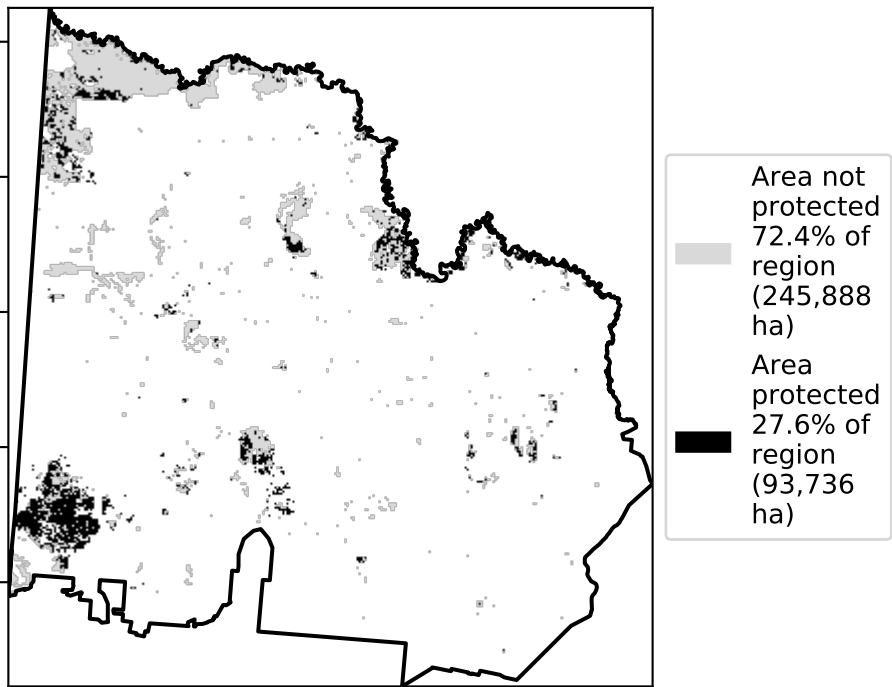 Area not
protected
72.4% of
region
(245,888
ha)
Area
protected
27.6% of
region
(93,736
ha)